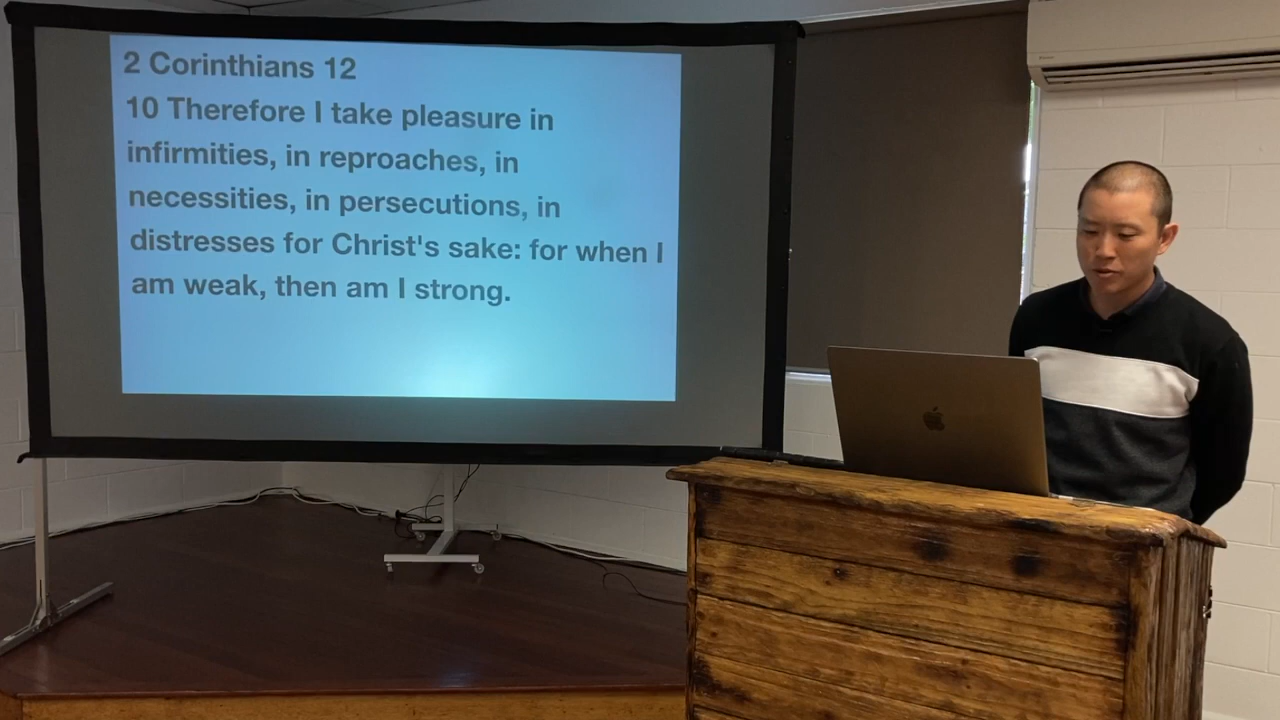 2 Corinthians 12
10 Therefore I take pleasure in
infirmities, in reproaches, in
necessities, in persecutions, in
distresses for Christ's sake: for when I
am weak, then am I strong.